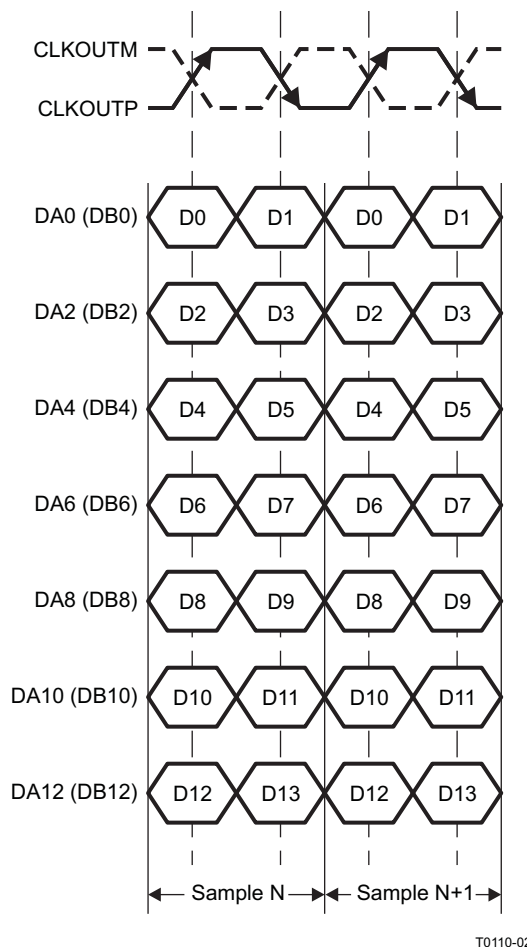 CLKOUTM
CLKOUTP
DA0 (DB0) D0 D1 D0 D1
DA2 (DB2) D2 D3 D2 D3
DA4 (DB4) D4 D5 D4 D5
DA6 (DB6) D6 D7 D6 D7
DA8 (DB8) D8 D9 D8 D9
DA10 (DB10) D10 D11 D10 D11
DA12 (DB12) D12 D13 D12 D13
Sample N Sample N+1
T0110-02